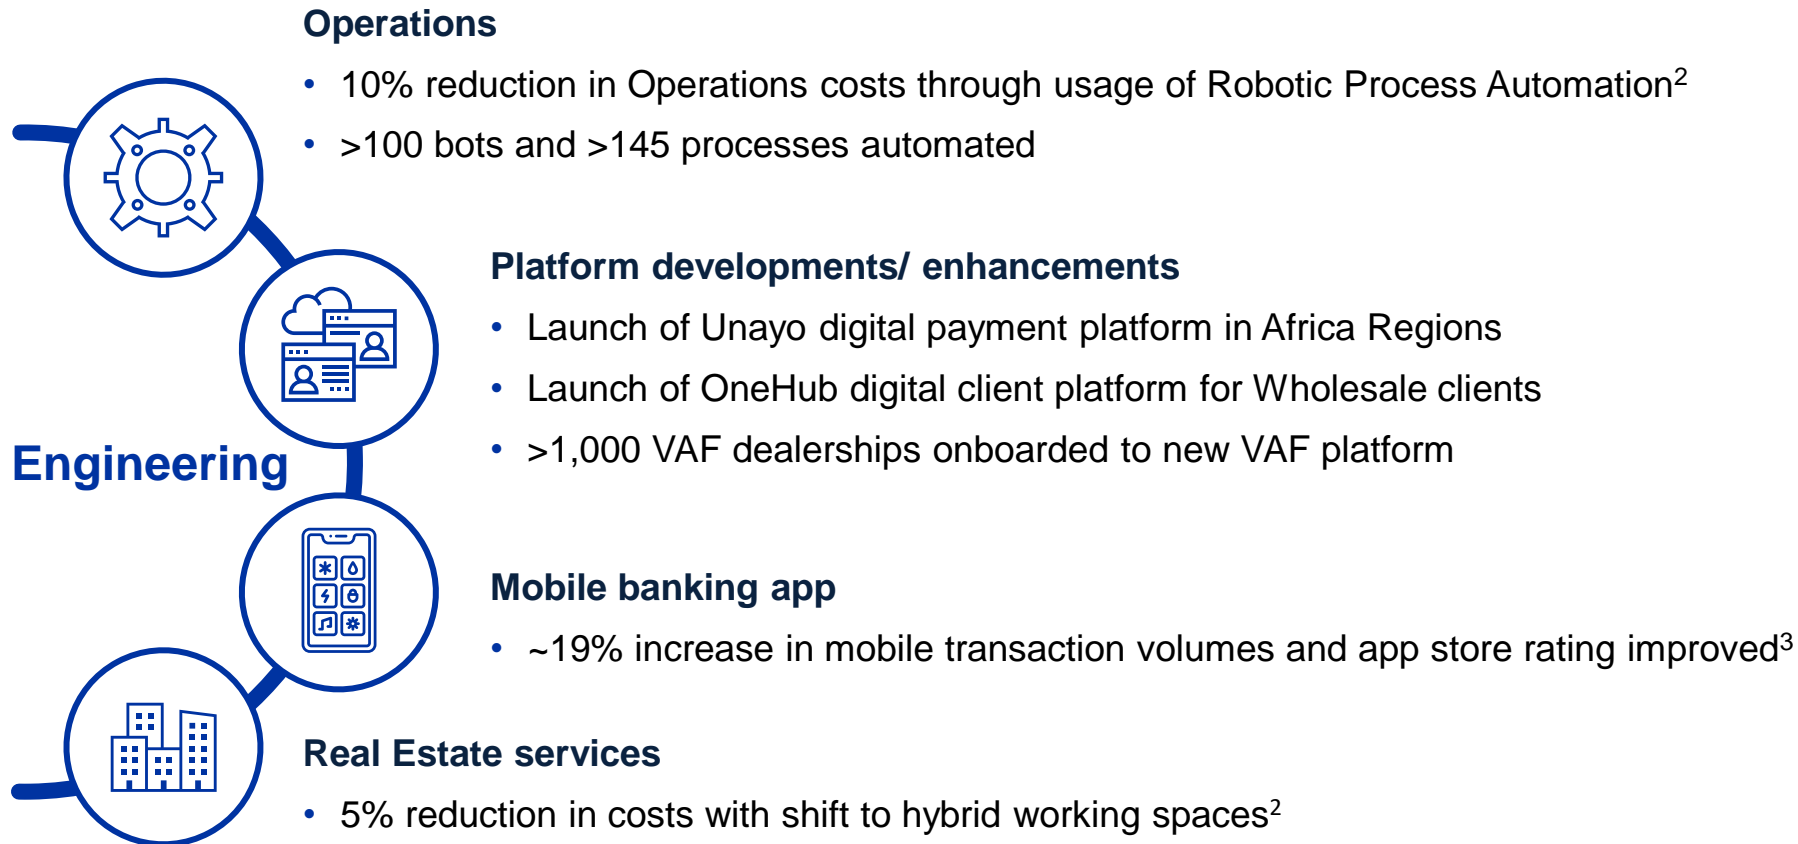 Operations
• 10% reduction in Operations costs through usage of Robotic Process Automation²
• >100 bots and >145 processes automated
Platform developments/ enhancements
• Launch of Unayo digital payment platform in Africa Regions
• Launch of OneHub digital client platform for Wholesale clients
• >1,000 VAF dealerships onboarded to new VAF platform
Engineering
Mobile banking app
• ~19% increase in mobile transaction volumes and app store rating improved³
Real Estate services
• 5% reduction in costs with shift to hybrid working spaces²